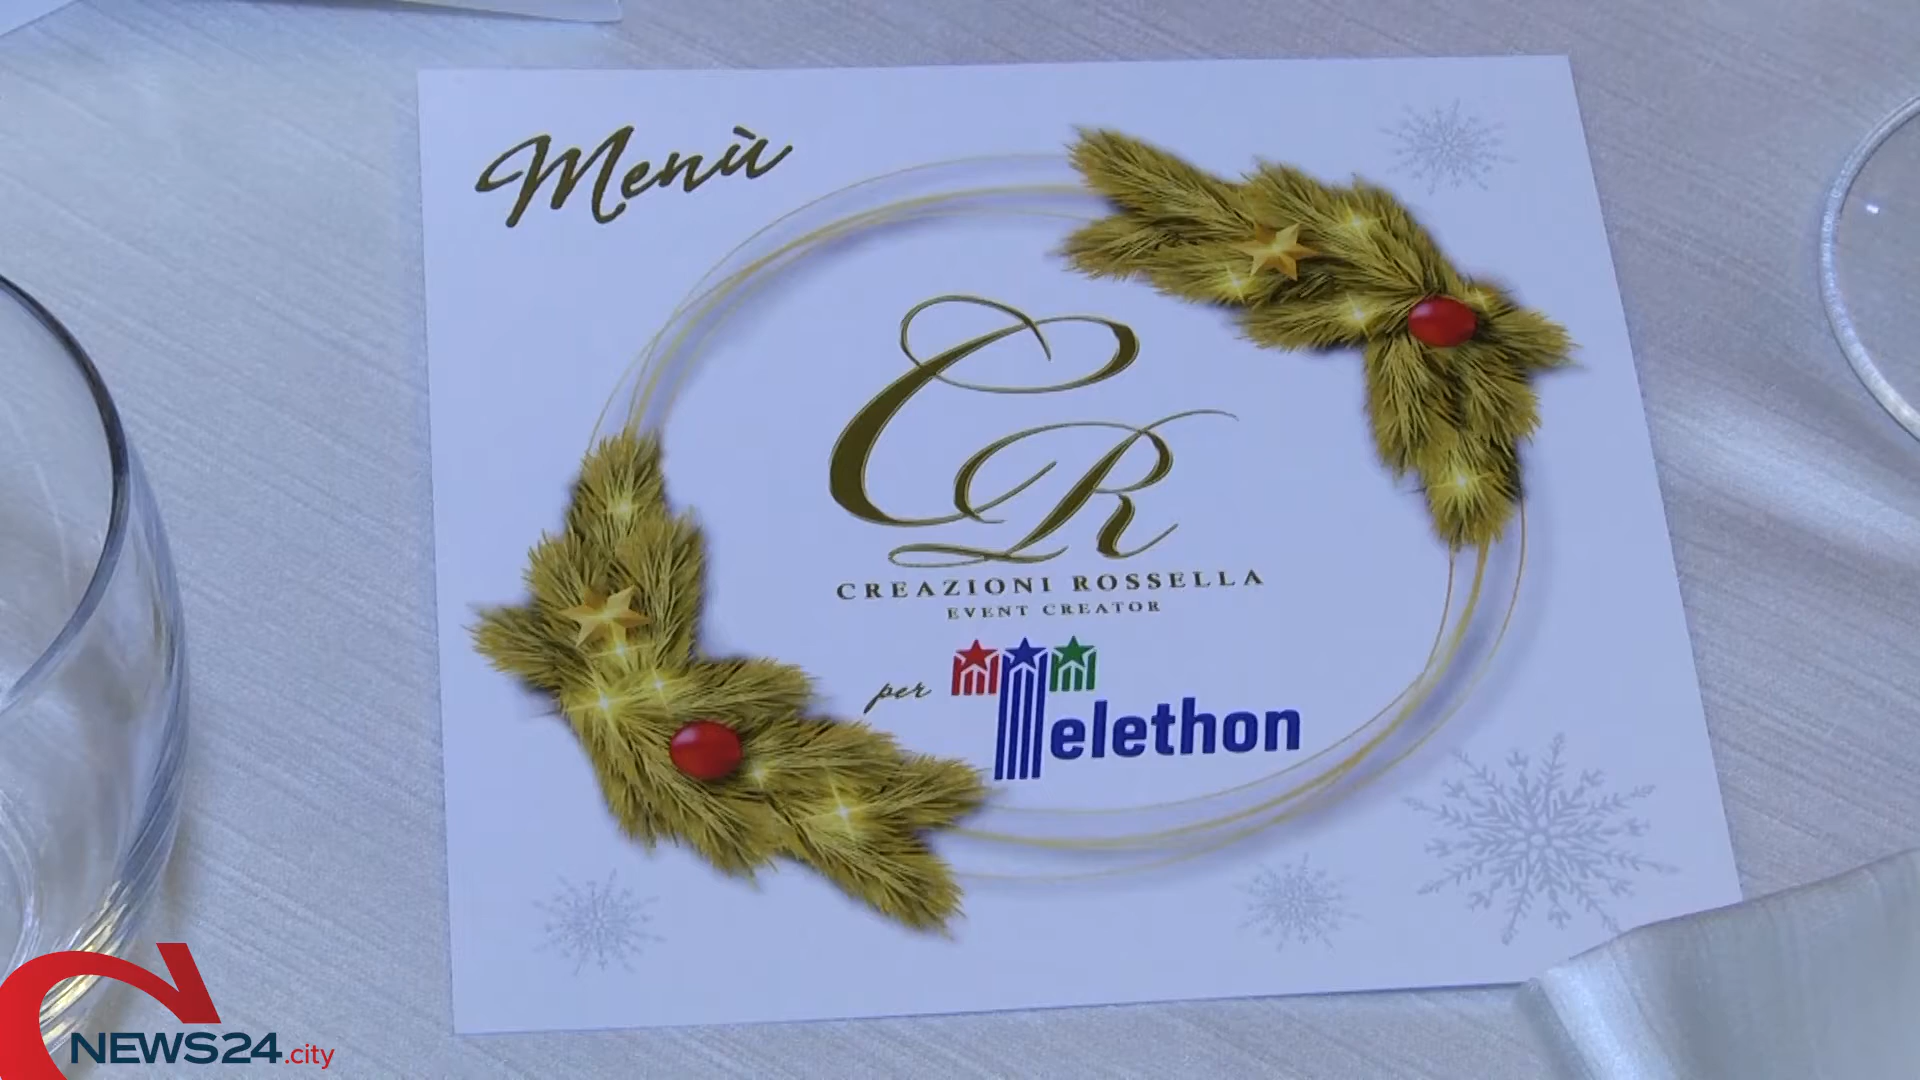 Menù
CR
CREAZIONI ROSSELLA
EVENT CREATOR
per Telethon
NEWS24.city